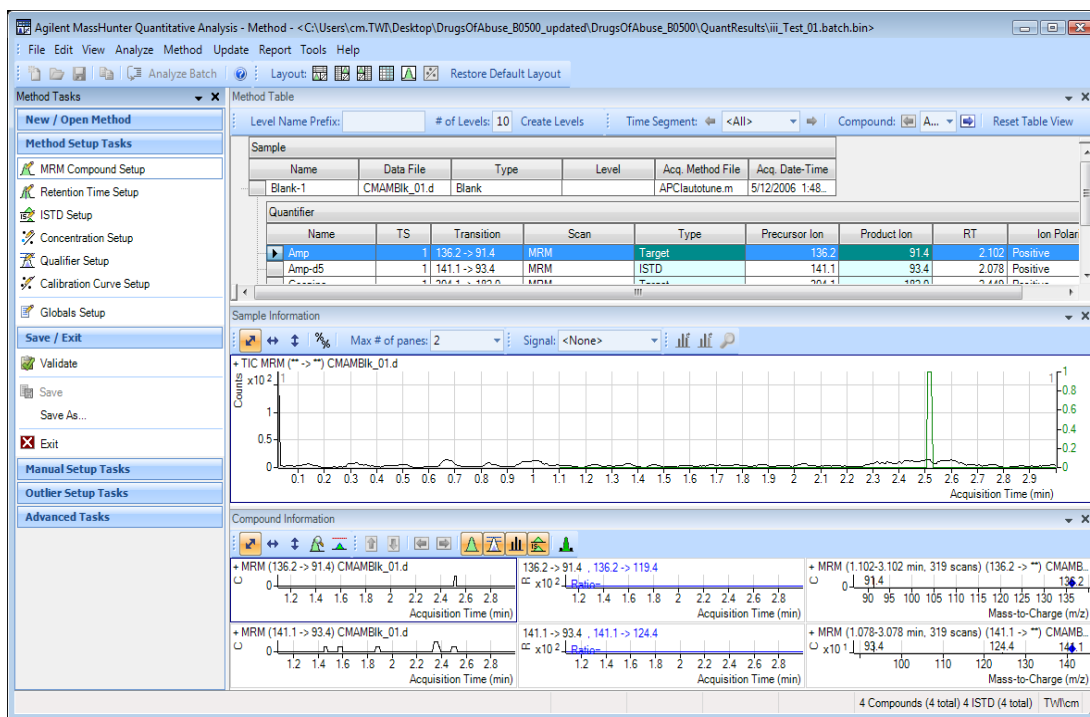 Agilent MassHunter Quantitative Analysis - Method - <C:\Users\cm.TWI\Desktop\DrugsOfAbuse_B0500_updated\DrugsOfAbuse_B0500\QuantResults\iii_Test_01.batch.bin>
File Edit View Analyze Method Update Report Tools Help
Analyze Batch Layout: Restore Default Layout
Method Tasks
New / Open Method
Method Setup Tasks
MRM Compound Setup
Retention Time Setup
ISTD Setup
Concentration Setup
Qualifier Setup
Calibration Curve Setup
Globals Setup
Save / Exit
Validate
Save
Save As...
Exit
Manual Setup Tasks
Outlier Setup Tasks
Advanced Tasks
Method Table
Level Name Prefix: # of Levels: 10 Create Levels Time Segment: <All> Compound: A... Reset Table View
Sample
Name Data File Type Level Acq. Method File Acq. Date-Time
Blank-1 CMAMBlk_01.d Blank APCIautotune.m 5/12/2006 1:48...
Quantifier
Name TS Transition Scan Type Precursor Ion Product Ion RT Ion Polar
Amp 1 136.2 -> 91.4 MRM Target 136.2 91.4 2.102 Positive
Amp-d5 1 141.1 -> 93.4 MRM ISTD 141.1 93.4 2.078 Positive
Sample Information
Max # of panes: 2 Signal: <None>
+ TIC MRM (** -> **) CMAMBlk_01.d
Counts x10 2 1 1 1
1
0.8
1
0.6
0.5
0.4
0.2
0 0
0.1 0.2 0.3 0.4 0.5 0.6 0.7 0.8 0.9 1 1.1 1.2 1.3 1.4 1.5 1.6 1.7 1.8 1.9 2 2.1 2.2 2.3 2.4 2.5 2.6 2.7 2.8 2.9
Acquisition Time (min)
Compound Information
+ MRM (136.2 -> 91.4) CMAMBlk_01.d
C 0
1.2 1.4 1.6 1.8 2 2.2 2.4 2.6 2.8
Acquisition Time (min)
136.2 -> 91.4 , 136.2 -> 119.4
R x10 2 Ratio=
1.2 1.4 1.6 1.8 2 2.2 2.4 2.6 2.8
Acquisition Time (min)
+ MRM (1.102-3.102 min, 319 scans) (136.2 -> **) CMAMB...
C 0 91.4 136.2
90 95 100 105 110 115 120 125 130 135
Mass-to-Charge (m/z)
+ MRM (141.1 -> 93.4) CMAMBlk_01.d
C 0
1.2 1.4 1.6 1.8 2 2.2 2.4 2.6 2.8
Acquisition Time (min)
141.1 -> 93.4 , 141.1 -> 124.4
R x10 2 Ratio=
1.2 1.4 1.6 1.8 2 2.2 2.4 2.6 2.8
Acquisition Time (min)
+ MRM (1.078-3.078 min, 319 scans) (141.1 -> **) CMAMB...
C x10 1 93.4 124.4 141.1
100 110 120 130 140
Mass-to-Charge (m/z)
4 Compounds (4 total) 4 ISTD (4 total) TWI\cm